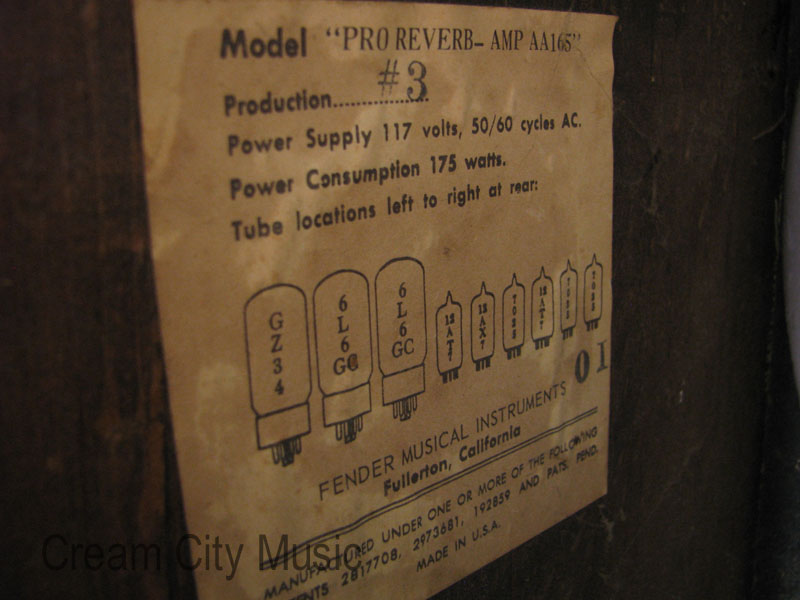 Model "PRO REVERB- AMP AA165"
Production.............. #3
Power Supply 117 volts, 50/60 cycles AC.
Power Consumption 175 watts.
Tube locations left to right at rear:
GZ34
6L6GC
6L6GC
12AT7
12AX7
7025
12AT7
7025
7025
OI
FENDER MUSICAL INSTRUMENTS
Fullerton, California
MANUFACTURED UNDER ONE OR MORE OF THE FOLLOWING
2817708, 2973681, 192859 AND PATS. PEND.
MADE IN U.S.A.
Cream City Music